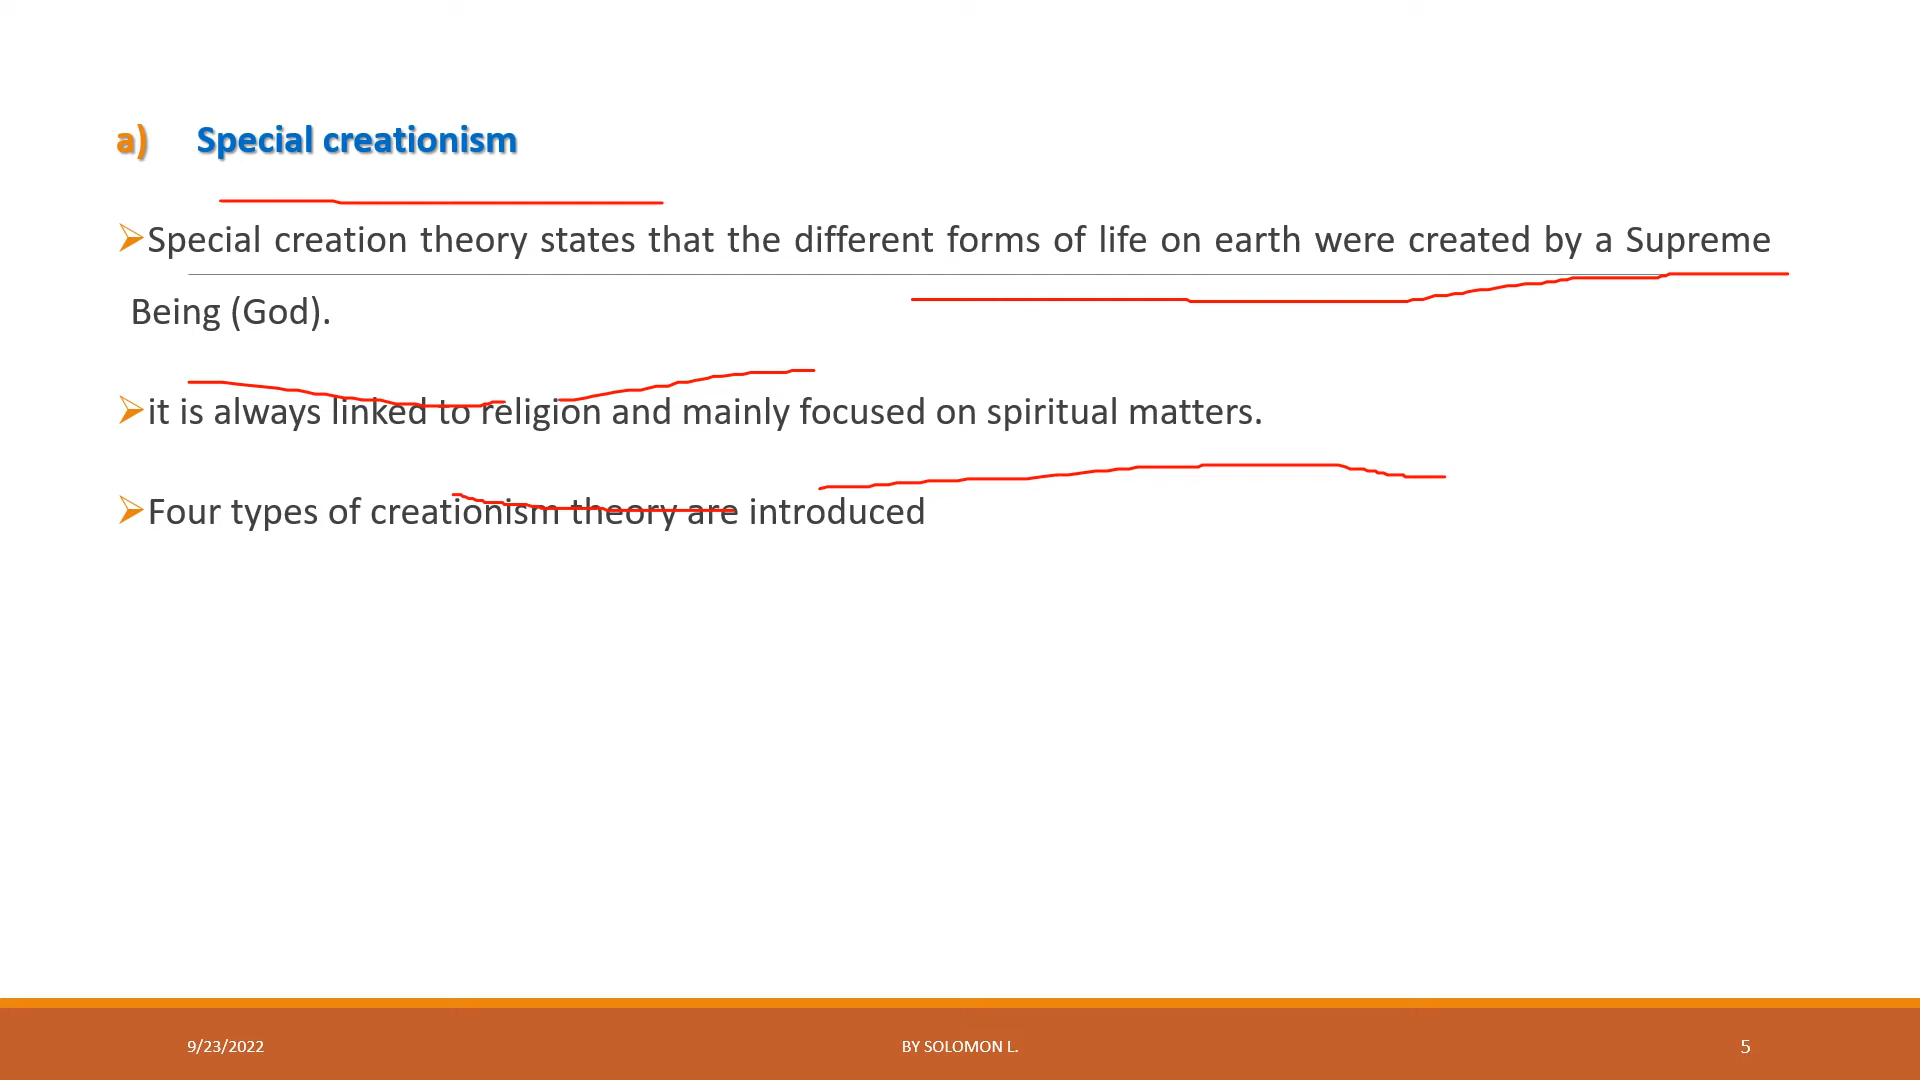 a) Special creationism
➢Special creation theory states that the different forms of life on earth were created by a Supreme
Being (God).
➢it is always linked to religion and mainly focused on spiritual matters.
➢Four types of creationism theory are introduced
9/23/2022 BY SOLOMON L. 5